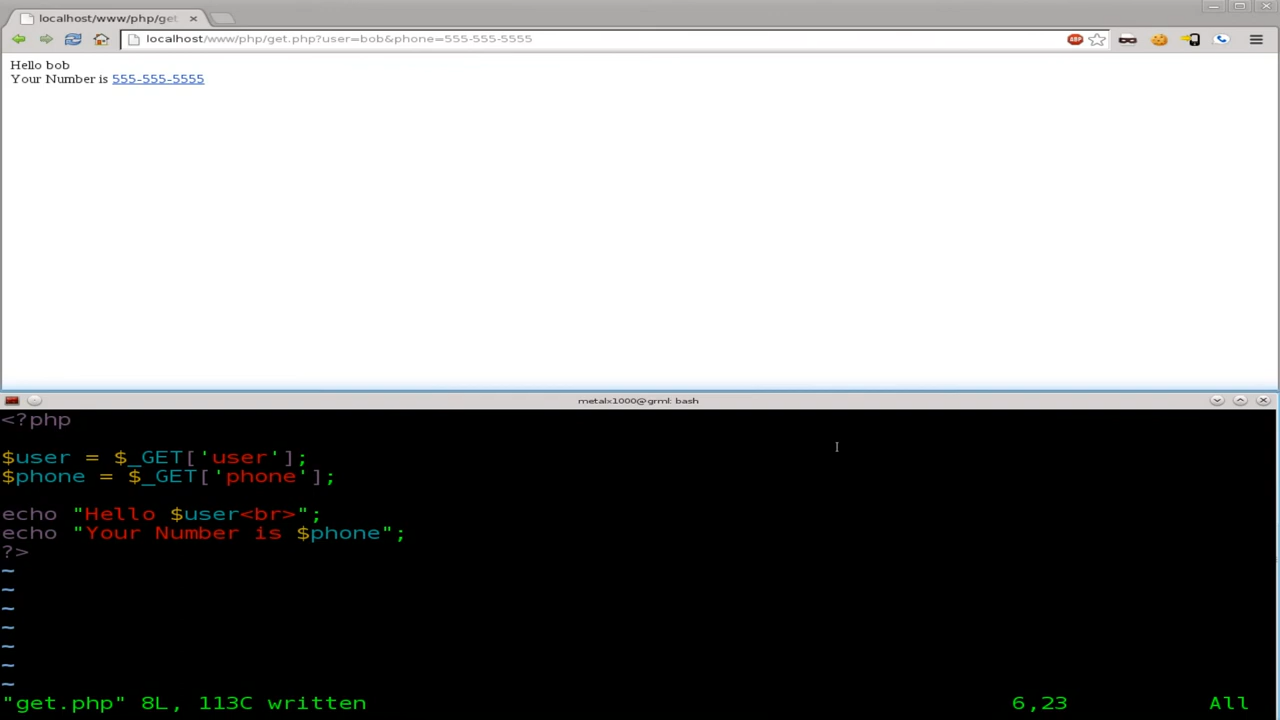 localhost/www/php/get
localhost/www/php/get.php?user=bob&phone=555-555-5555
ABP
Hello bob
Your Number is 555-555-5555
metalx1000@grml: bash
<?php
$user = $_GET['user'];
$phone = $_GET['phone'];
echo "Hello $user<br>";
echo "Your Number is $phone";
?>
~
~
~
~
~
~
~
"get.php" 8L, 113C written 6,23 All